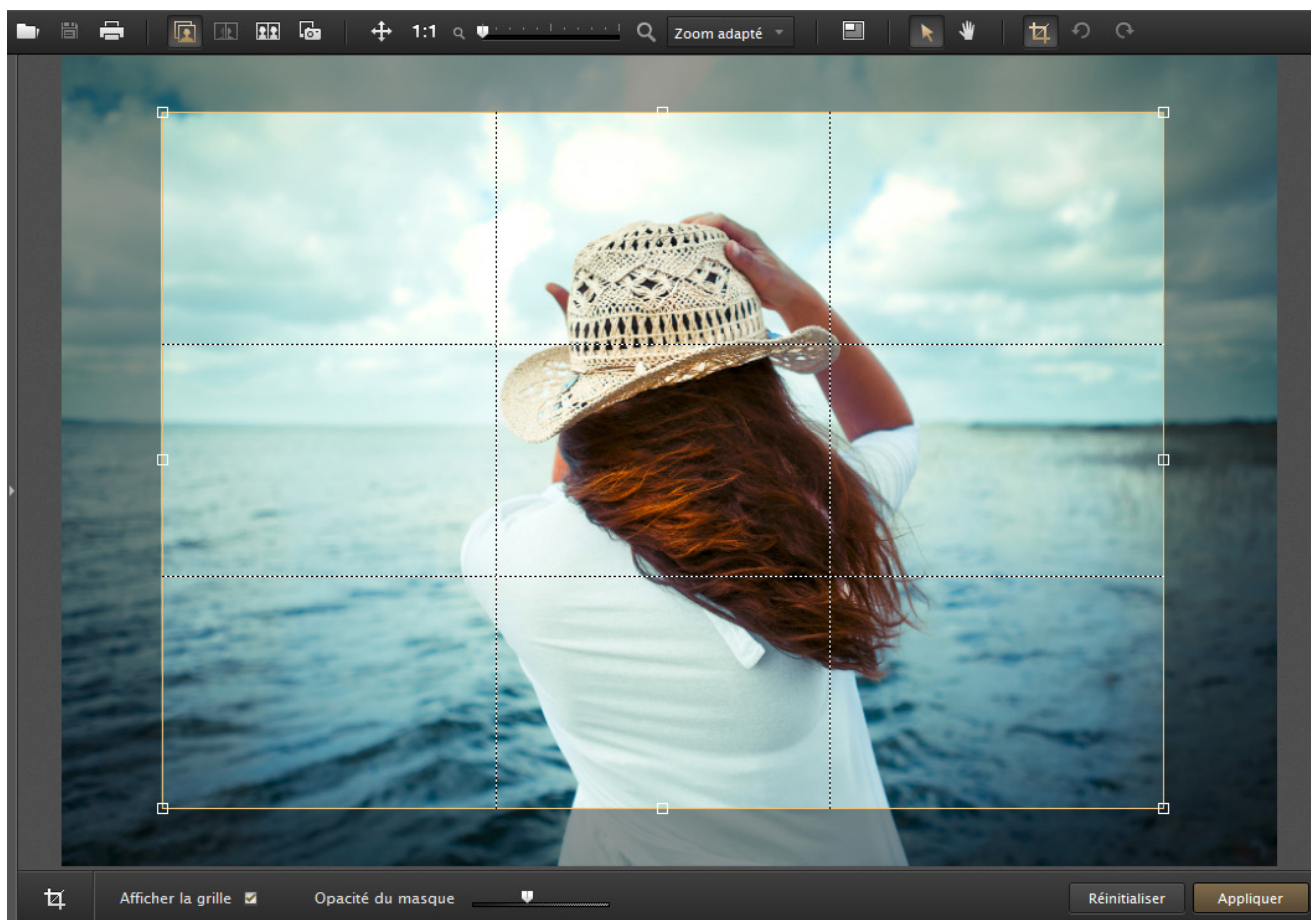 1:1
Zoom adapté
Afficher la grille
Opacité du masque
Réinitialiser
Appliquer